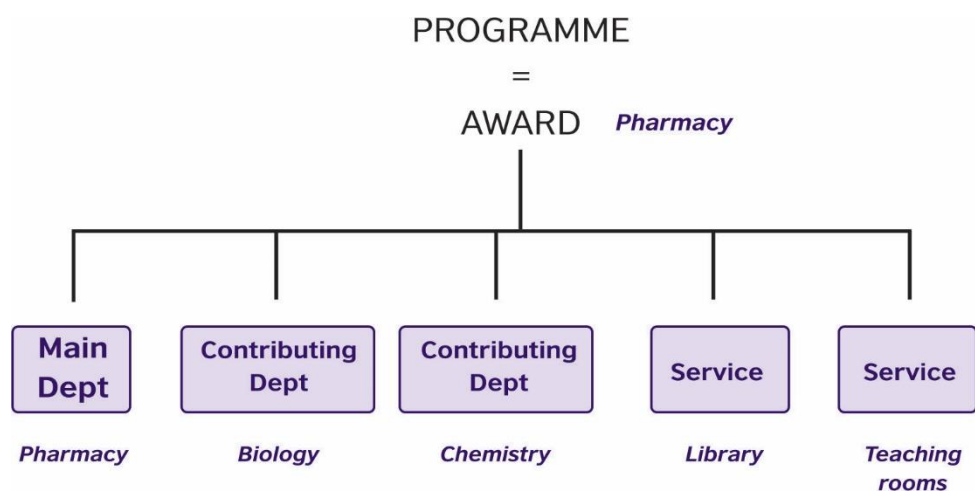 PROGRAMME
=
AWARD Pharmacy
Main
Dept
Contributing
Dept
Contributing
Dept
Service
Service
Pharmacy
Biology
Chemistry
Library
Teaching
rooms